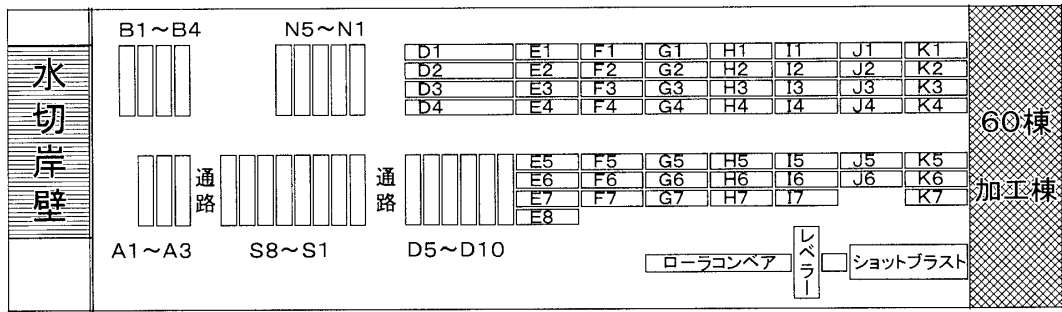 水切岸壁
B1～B4 N5～N1
D1 E1 F1 G1 H1 I1 J1 K1
D2 E2 F2 G2 H2 I2 J2 K2
D3 E3 F3 G3 H3 I3 J3 K3
D4 E4 F4 G4 H4 I4 J4 K4
通路
通路
E5 F5 G5 H5 I5 J5 K5
E6 F6 G6 H6 I6 J6 K6
E7 F7 G7 H7 I7 K7
E8
A1～A3 S8～S1 D5～D10
ローラコンベア
レベラー
ショットブラスト
60棟
加工棟